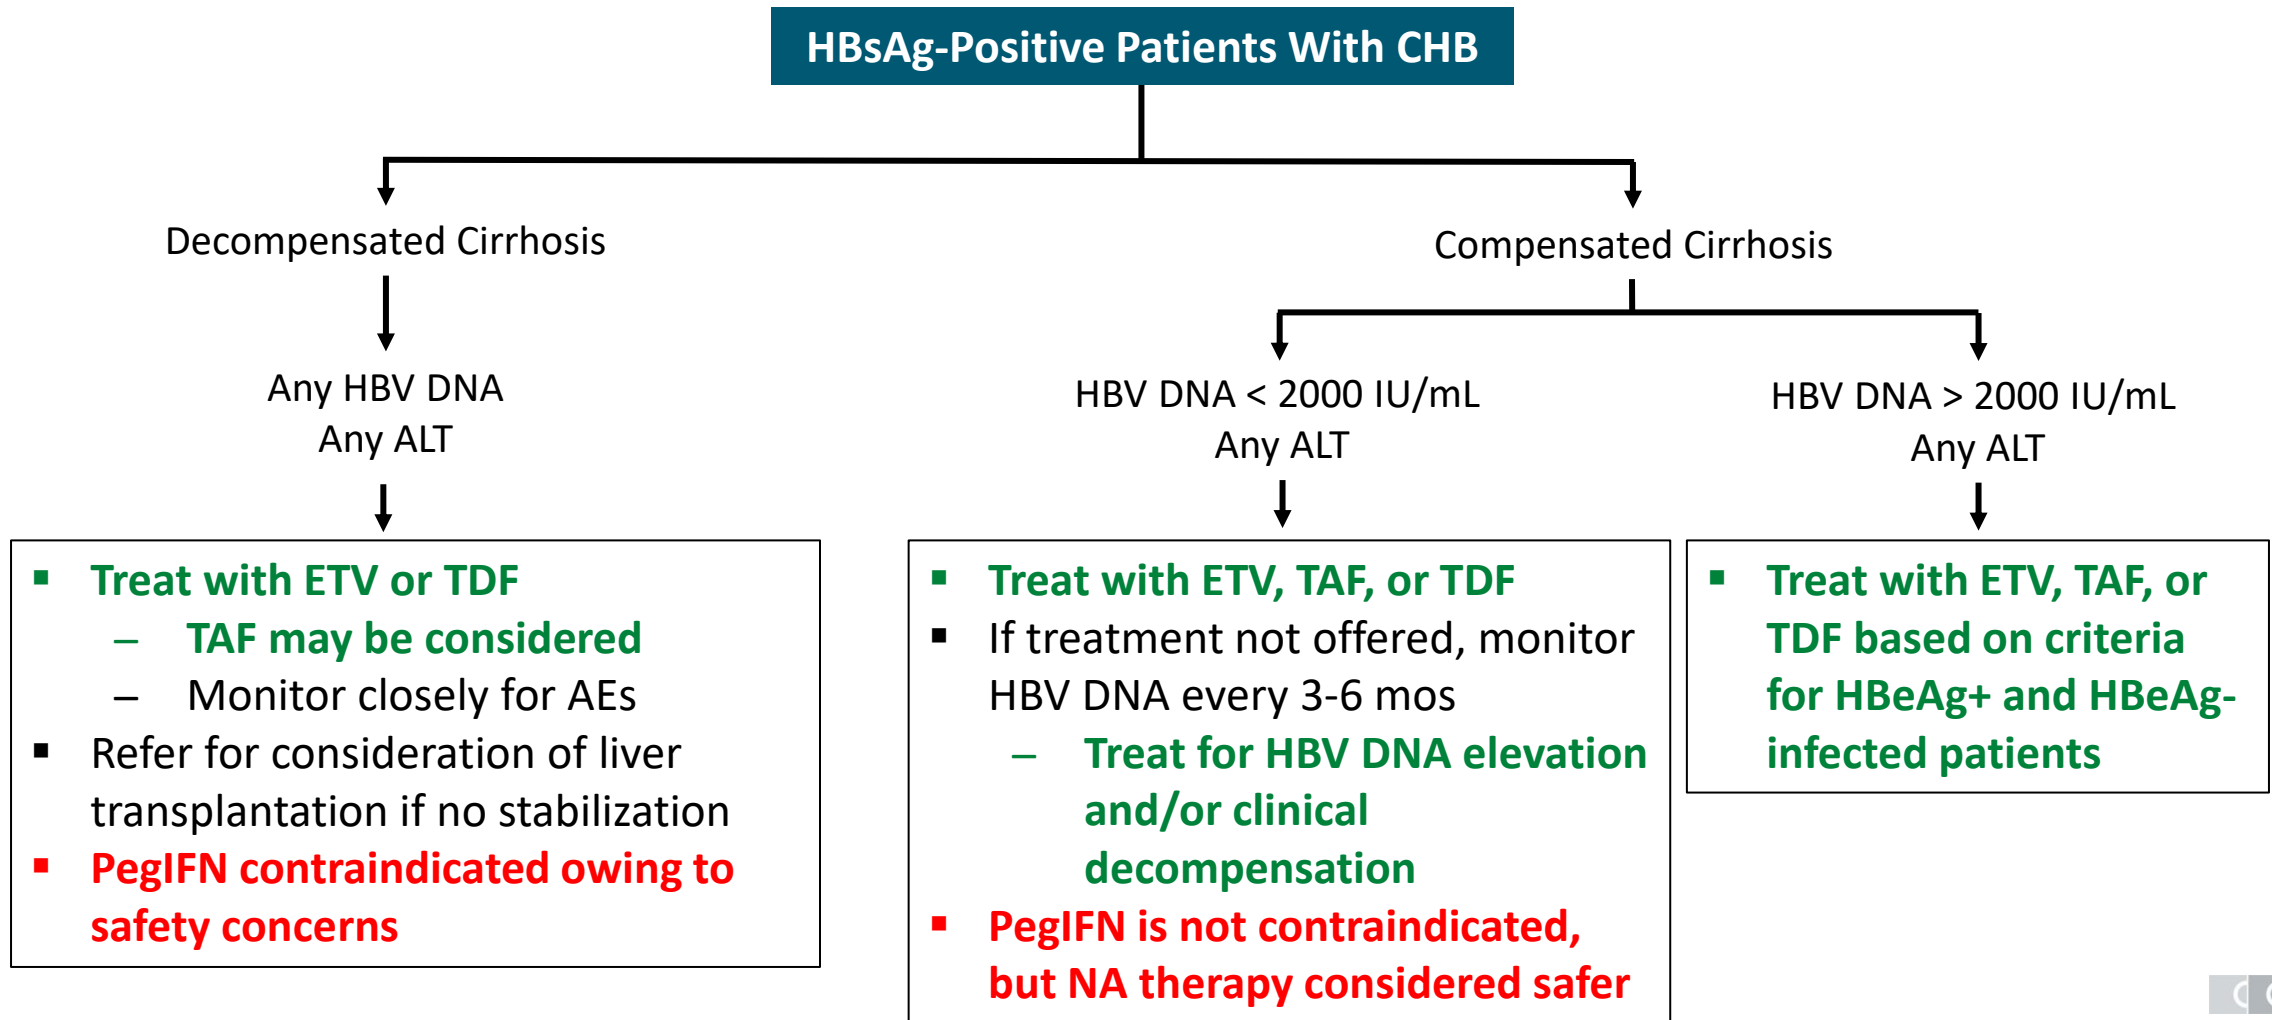 HBsAg-Positive Patients With CHB
Decompensated Cirrhosis
Any HBV DNA
Any ALT
▪ Treat with ETV or TDF
– TAF may be considered
– Monitor closely for AEs
▪ Refer for consideration of liver
transplantation if no stabilization
▪ PegIFN contraindicated owing to
safety concerns
Compensated Cirrhosis
HBV DNA < 2000 IU/mL
Any ALT
▪ Treat with ETV, TAF, or TDF
▪ If treatment not offered, monitor
HBV DNA every 3-6 mos
– Treat for HBV DNA elevation
and/or clinical
decompensation
▪ PegIFN is not contraindicated,
but NA therapy considered safer
HBV DNA > 2000 IU/mL
Any ALT
▪ Treat with ETV, TAF, or
TDF based on criteria
for HBeAg+ and HBeAg-
infected patients